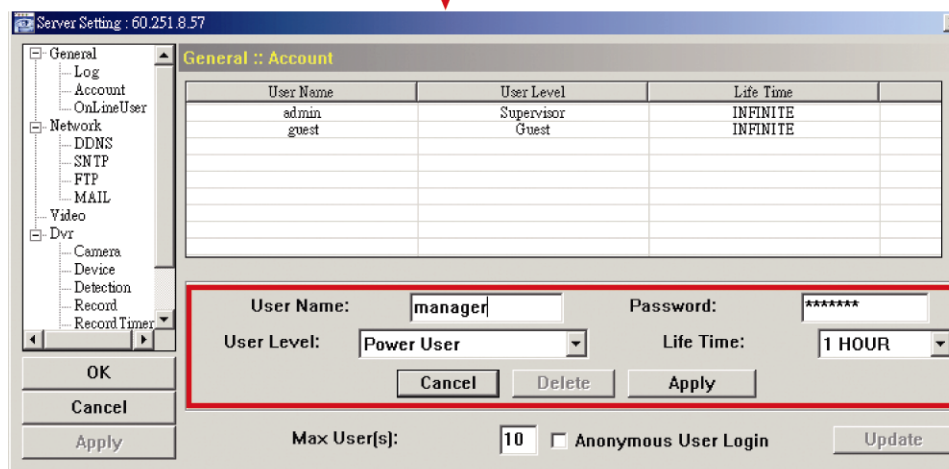 Server Setting : 60.251.8.57
General
Log
Account
OnLineUser
Network
DDNS
SNTP
FTP
MAIL
Video
Dvr
Camera
Device
Detection
Record
Record Timer
OK
Cancel
Apply
General :: Account
User Name User Level Life Time
admin Supervisor INFINITE
guest Guest INFINITE
User Name: manager Password: *******
User Level: Power User Life Time: 1 HOUR
Cancel Delete Apply
Max User(s): 10 Anonymous User Login Update